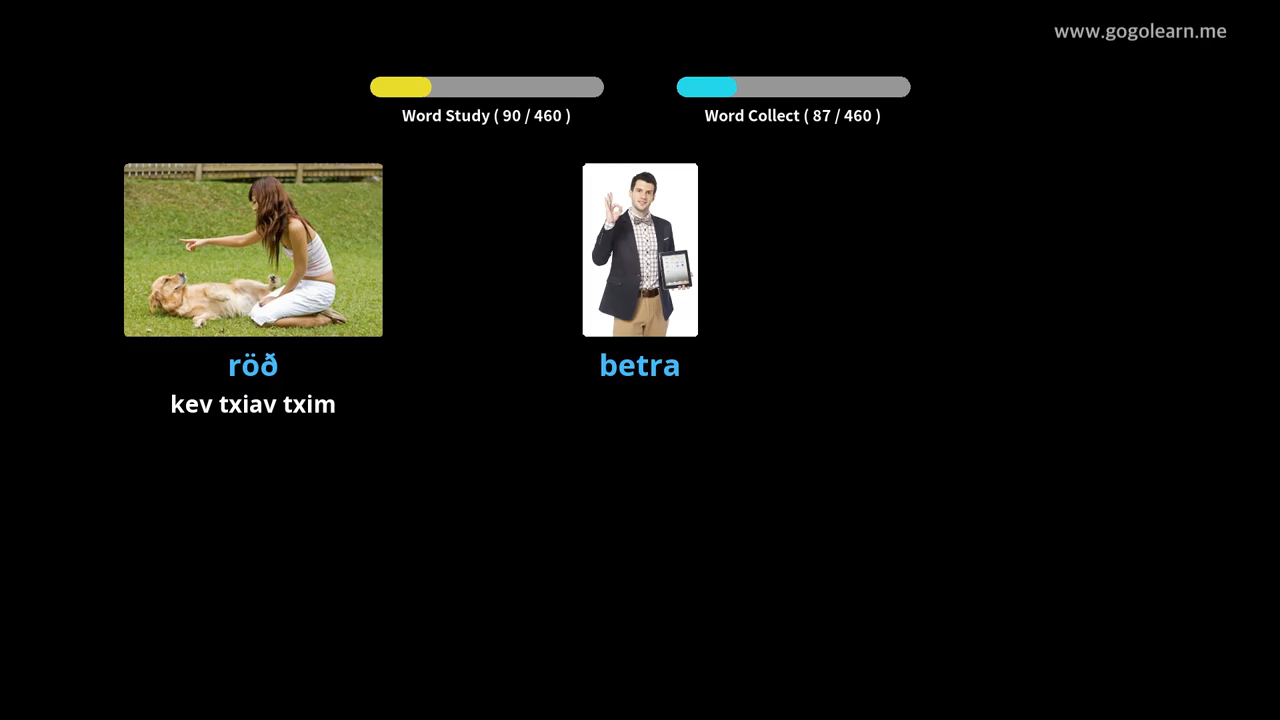 www.gogolearn.me
Word Study ( 90 / 460 )
Word Collect ( 87 / 460 )
röð
betra
kev txiav txim